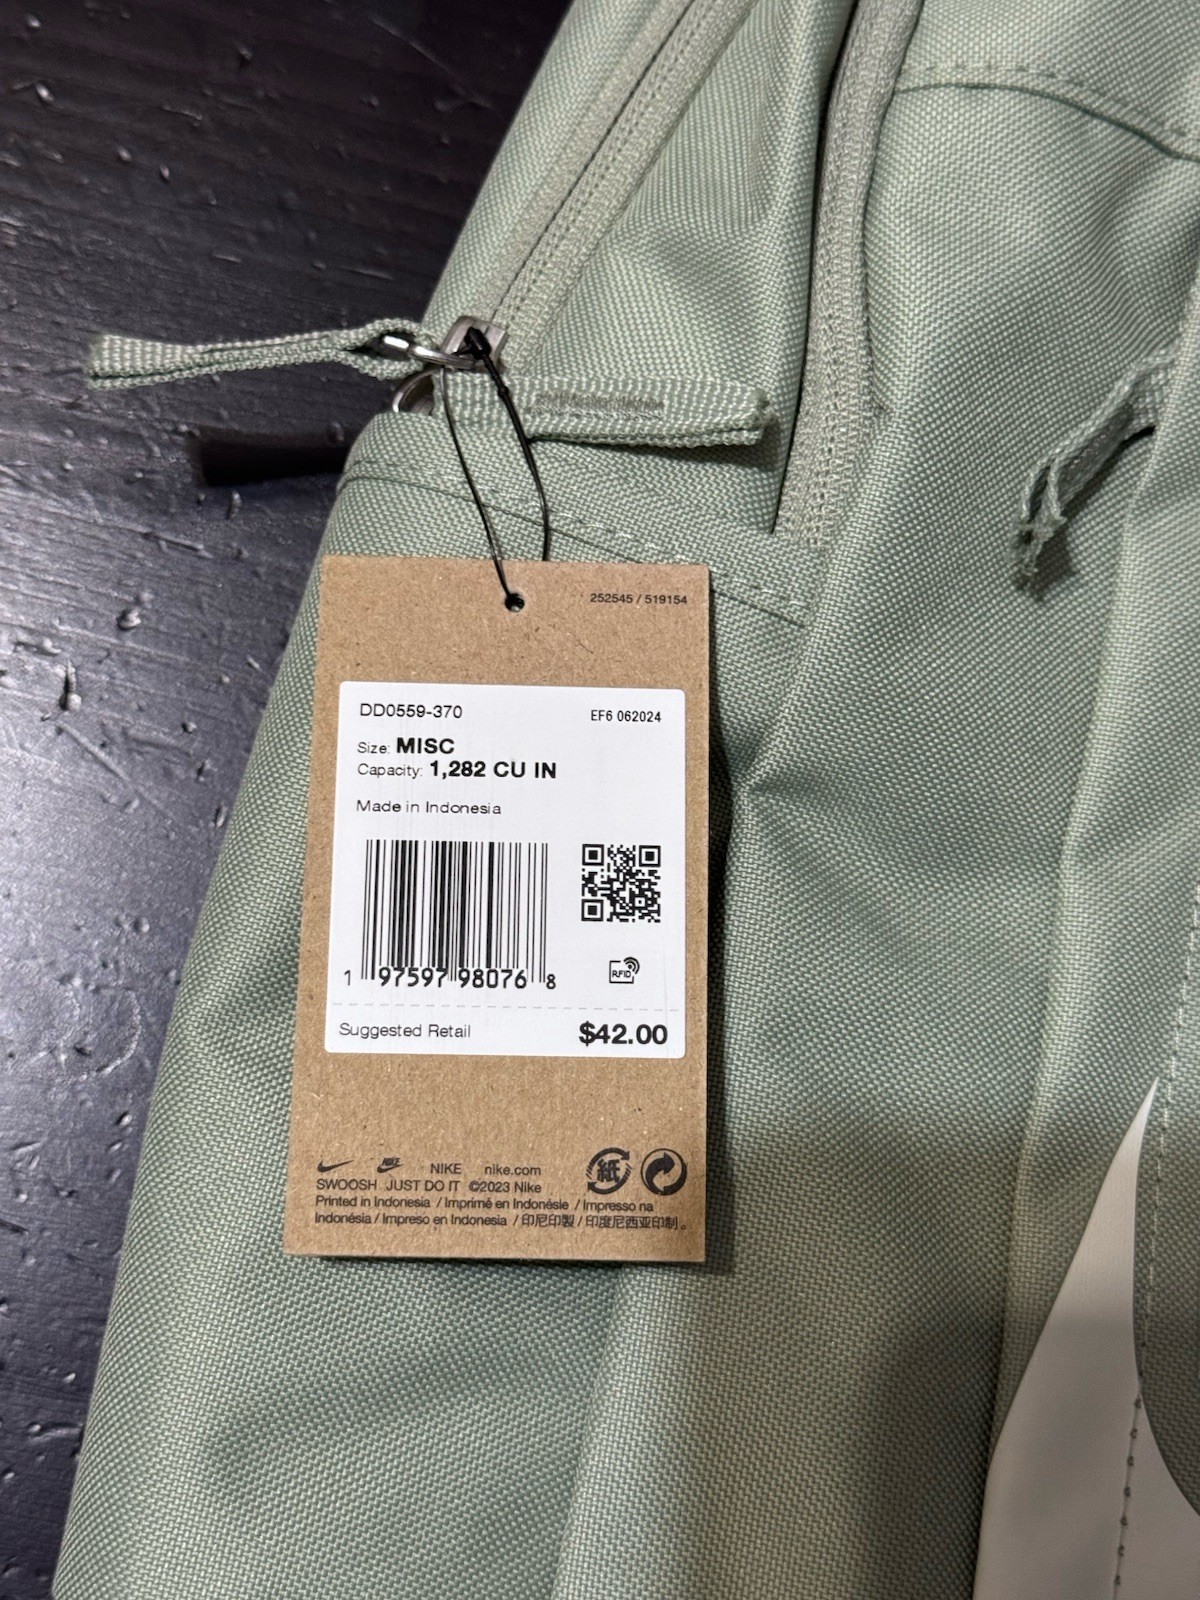 252545 / 519154
DD0559-370
EF6 062024
Size: MISC
Capacity: 1,282 CU IN
Made in Indonesia
1 97597 98076 8
RFID
Suggested Retail $42.00
NIKE NIKE nike.com
SWOOSH JUST DO IT ©2023 Nike
紙
Printed in Indonesia / Imprimé en Indonésie / Impresso na
Indonésia / Impreso en Indonesia / 印尼印製 / 印度尼西亚印制。